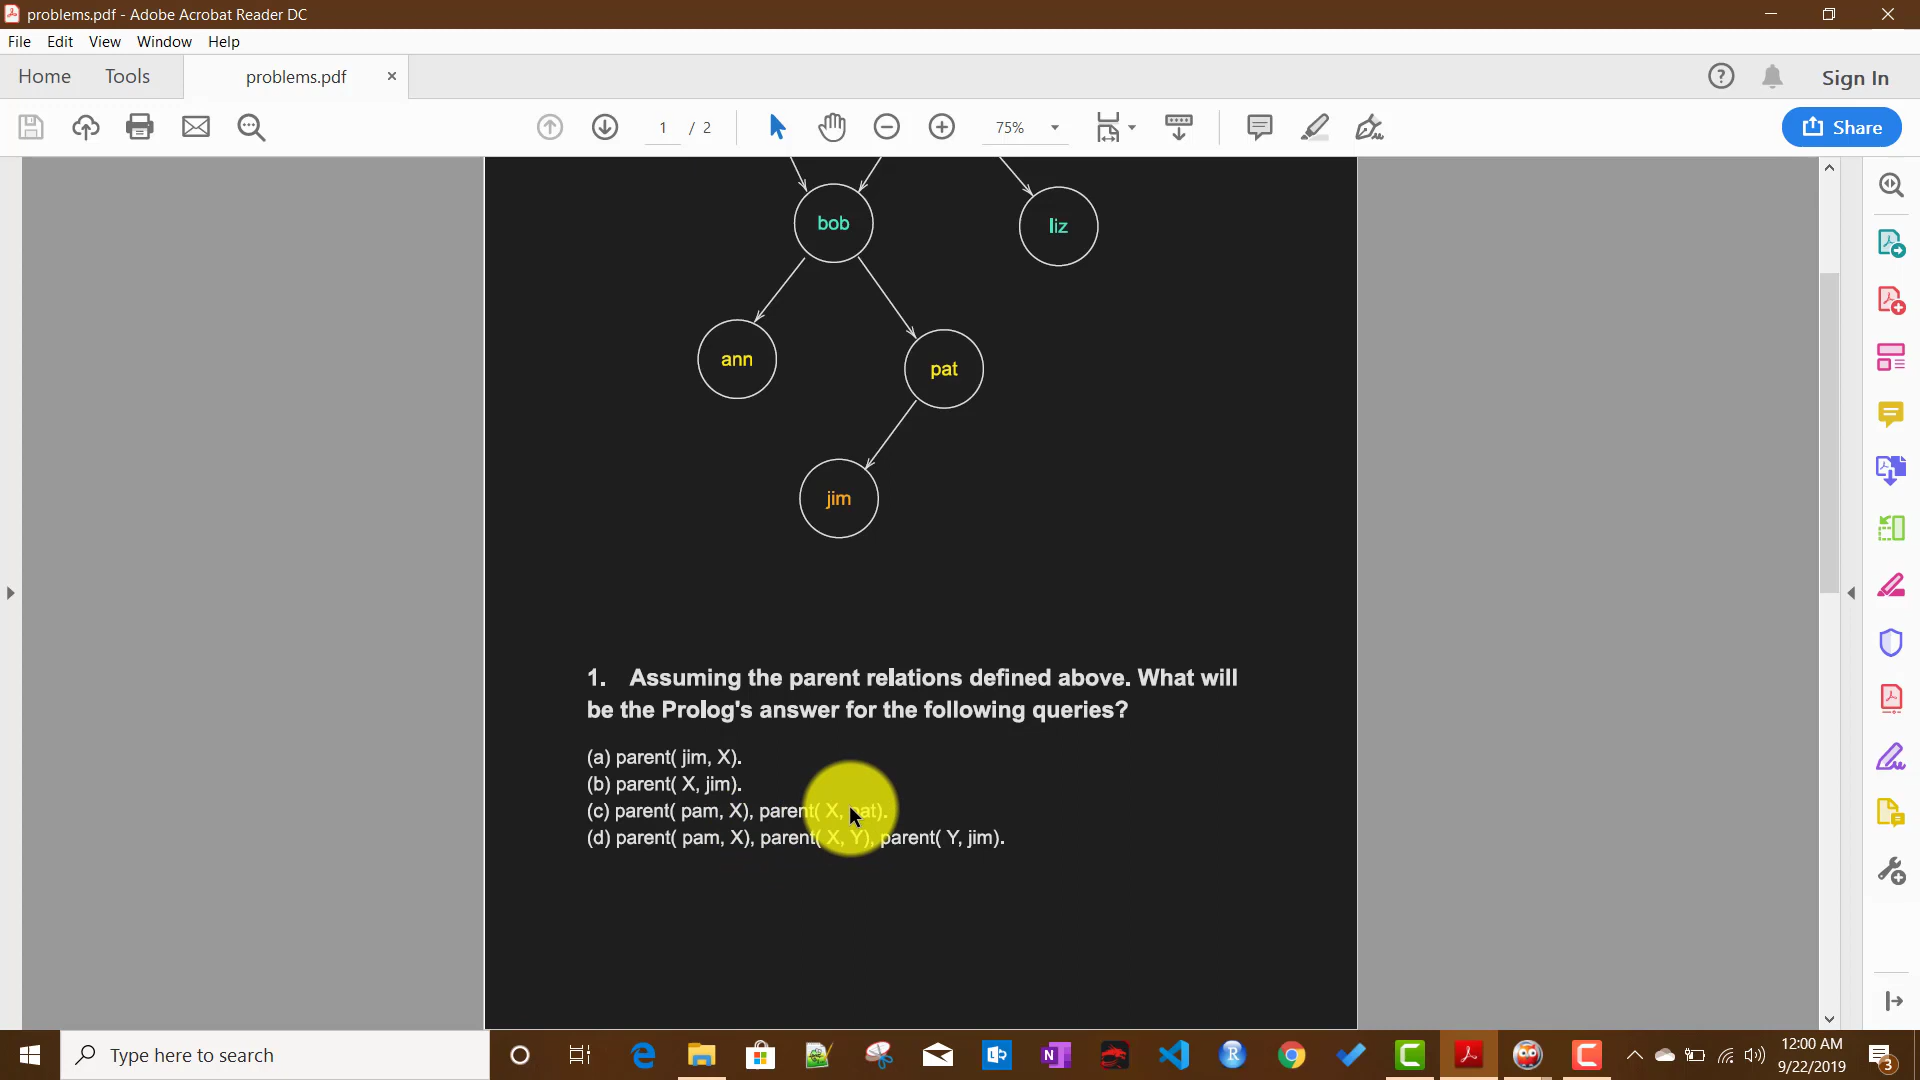 problems.pdf - Adobe Acrobat Reader DC
File Edit View Window Help
Home Tools problems.pdf × Sign In
1 / 2 75% Share
bob
liz
ann
pat
jim
1. Assuming the parent relations defined above. What will
be the Prolog's answer for the following queries?
(a) parent( jim, X).
(b) parent( X, jim).
(c) parent( pam, X), parent( X, pat).
(d) parent( pam, X), parent( X, Y), parent( Y, jim).
Type here to search
12:00 AM
9/22/2019
3